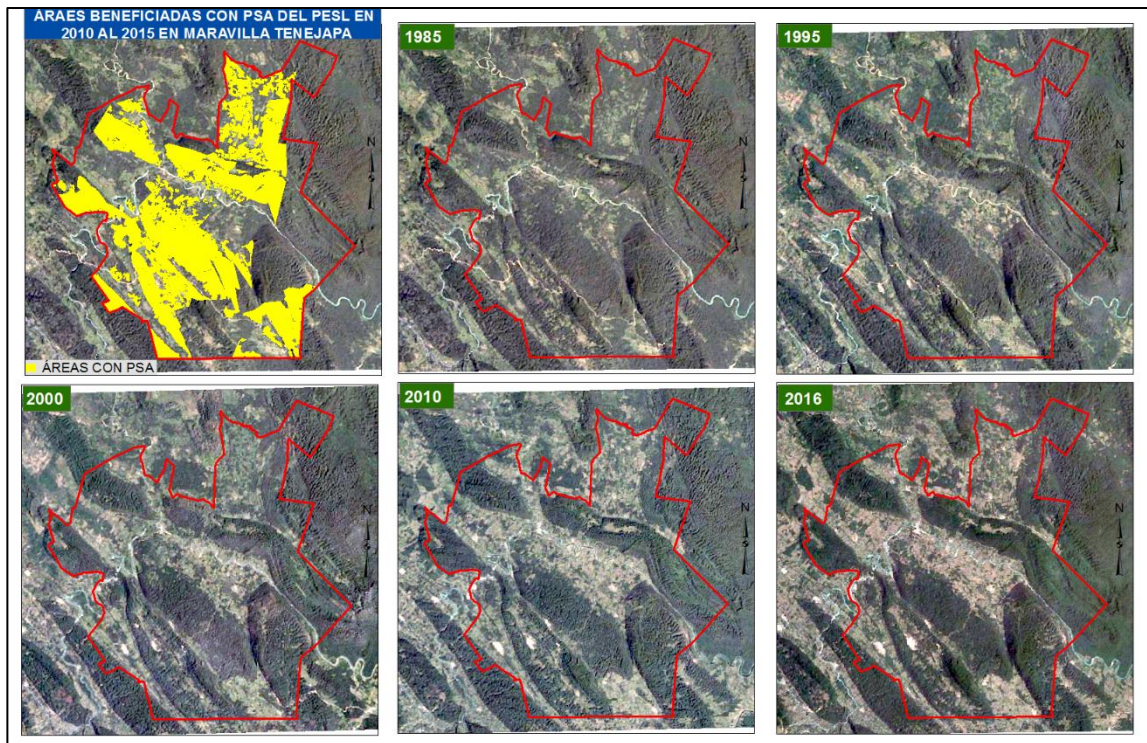 ÁRAES BENEFICIADAS CON PSA DEL PESL EN
2010 AL 2015 EN MARAVILLA TENEJAPA
1985
1995
N
N
N
ÁREAS CON PSA
2000
2010
2016
N
N
N